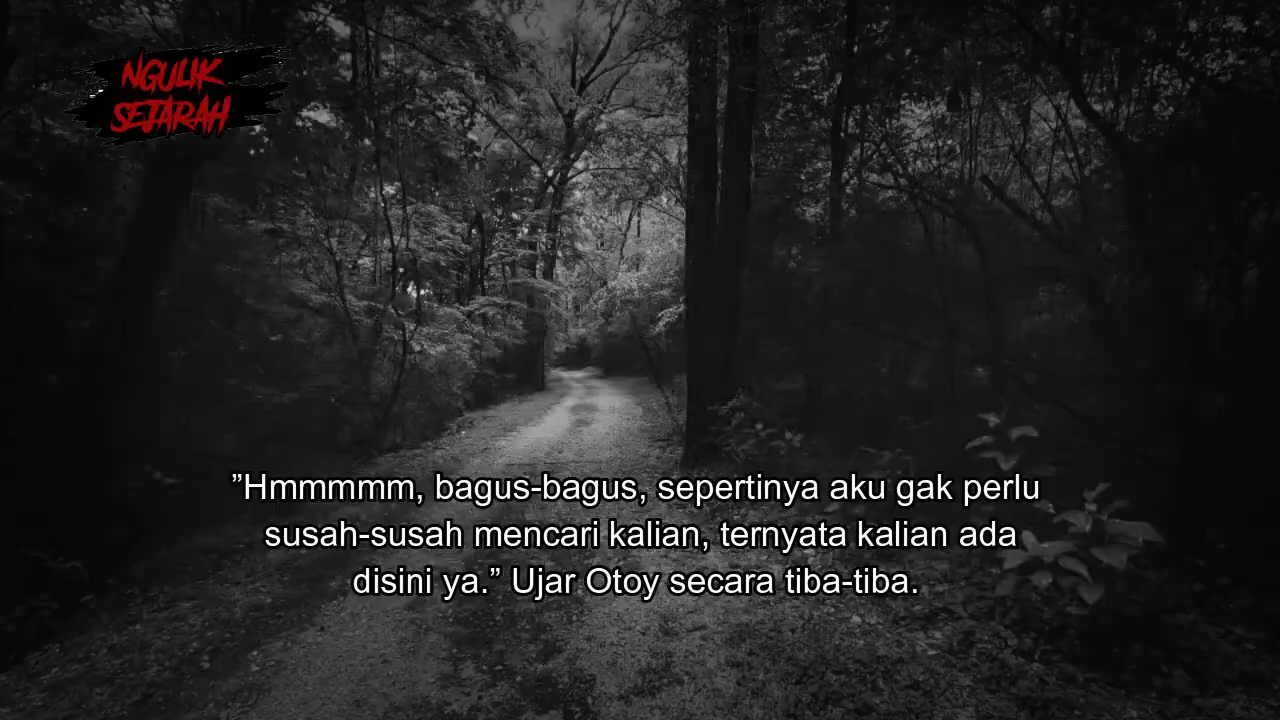 NGULIK
SEJARAH
”Hmmmmm, bagus-bagus, sepertinya aku gak perlu
susah-susah mencari kalian, ternyata kalian ada
disini ya.” Ujar Otoy secara tiba-tiba.